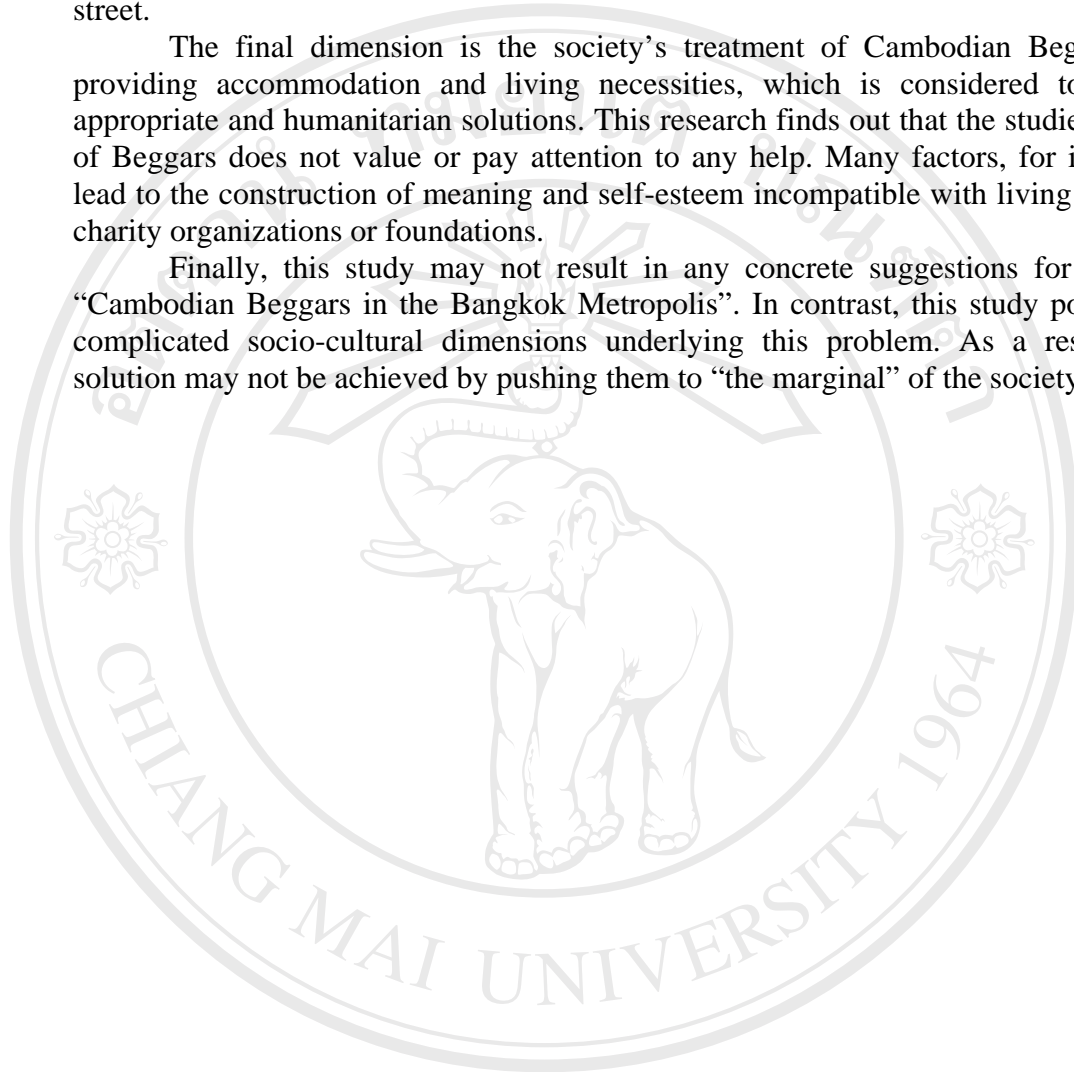 street.
The final dimension is the society’s treatment of Cambodian Beg
providing accommodation and living necessities, which is considered to
appropriate and humanitarian solutions. This research finds out that the studie
of Beggars does not value or pay attention to any help. Many factors, for i
lead to the construction of meaning and self-esteem incompatible with living
charity organizations or foundations.
Finally, this study may not result in any concrete suggestions for
“Cambodian Beggars in the Bangkok Metropolis”. In contrast, this study po
complicated socio-cultural dimensions underlying this problem. As a res
solution may not be achieved by pushing them to “the marginal” of the society
CHIANG MAI UNIVERSITY 1964